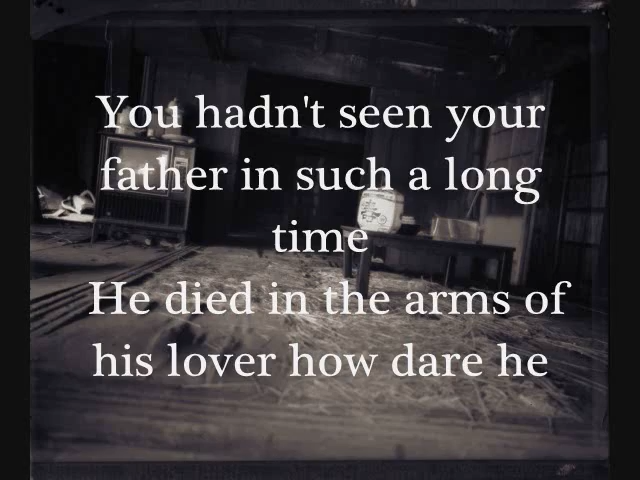 You hadn't seen your
father in such a long
time
He died in the arms of
his lover how dare he